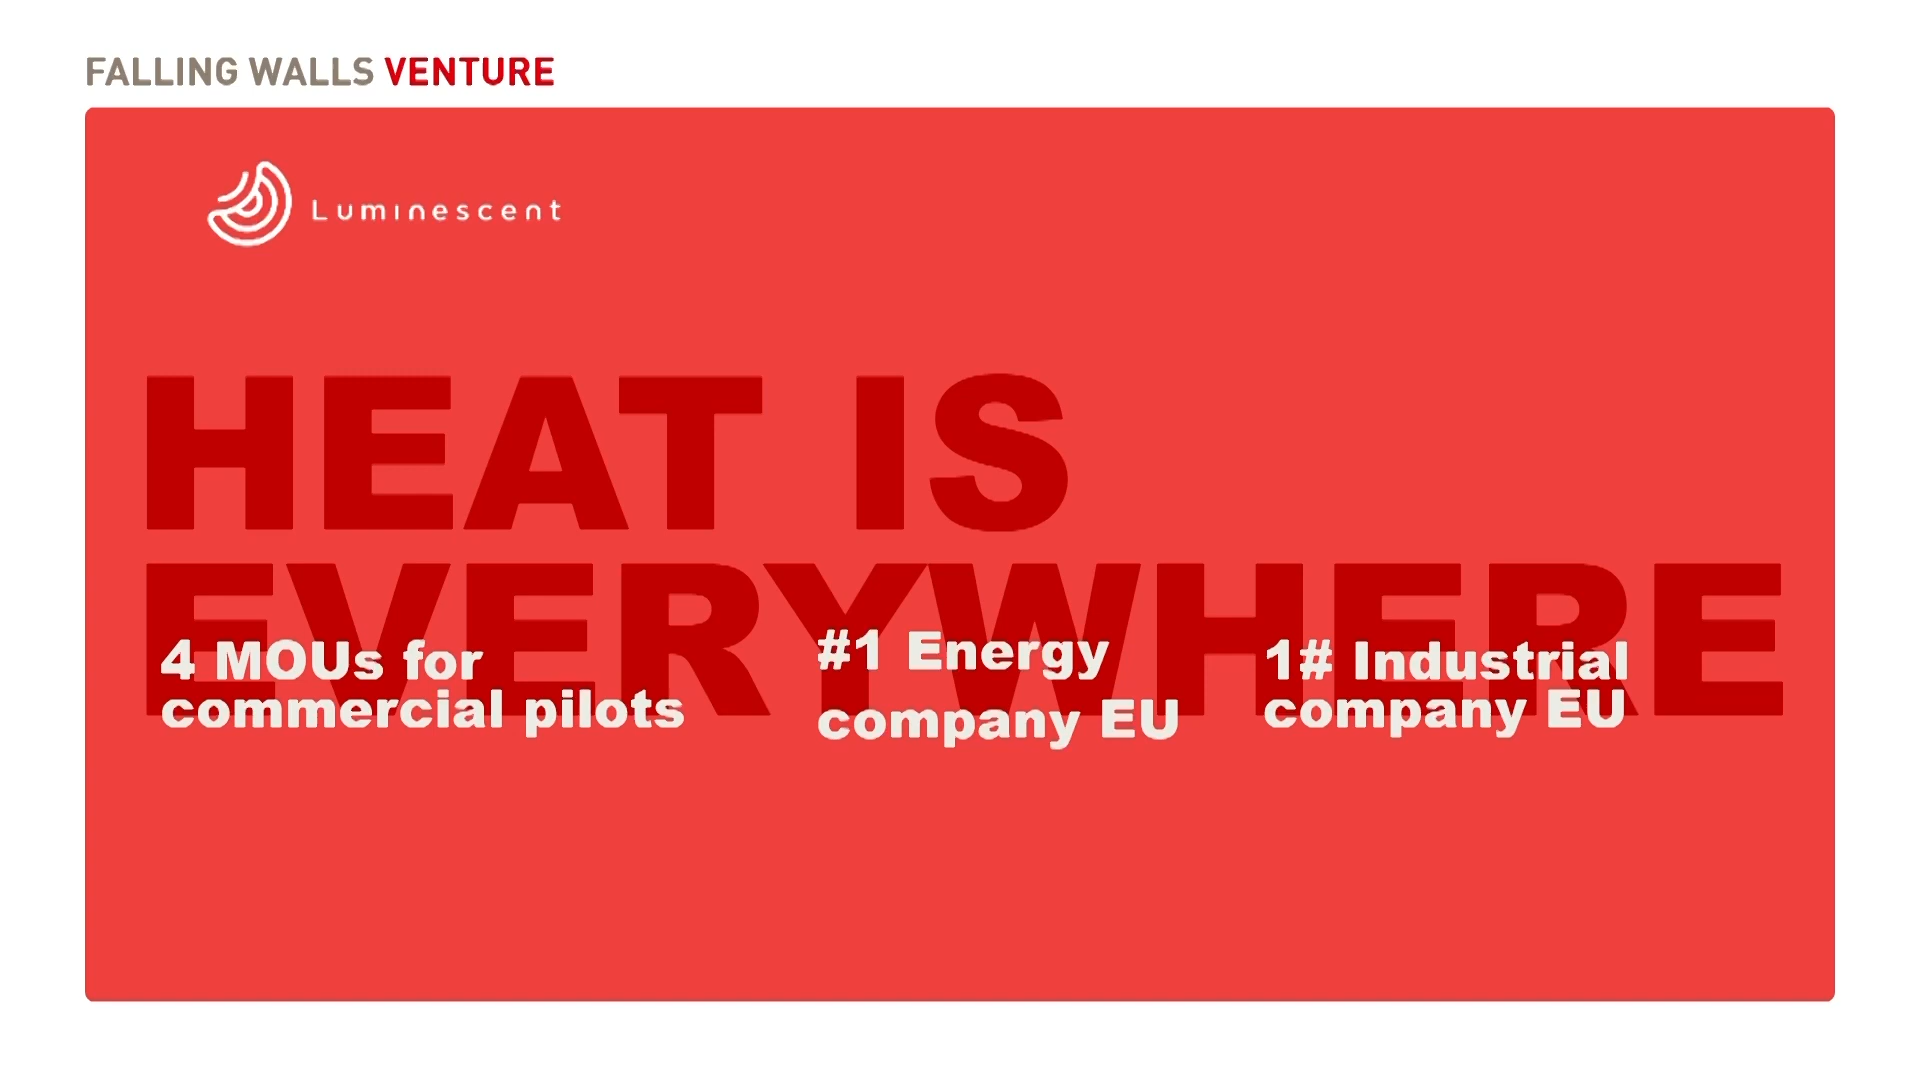 FALLING WALLS VENTURE
Luminescent
HEAT IS
EVERYWHERE
4 MOUs for
commercial pilots
#1 Energy
company EU
1# Industrial
company EU